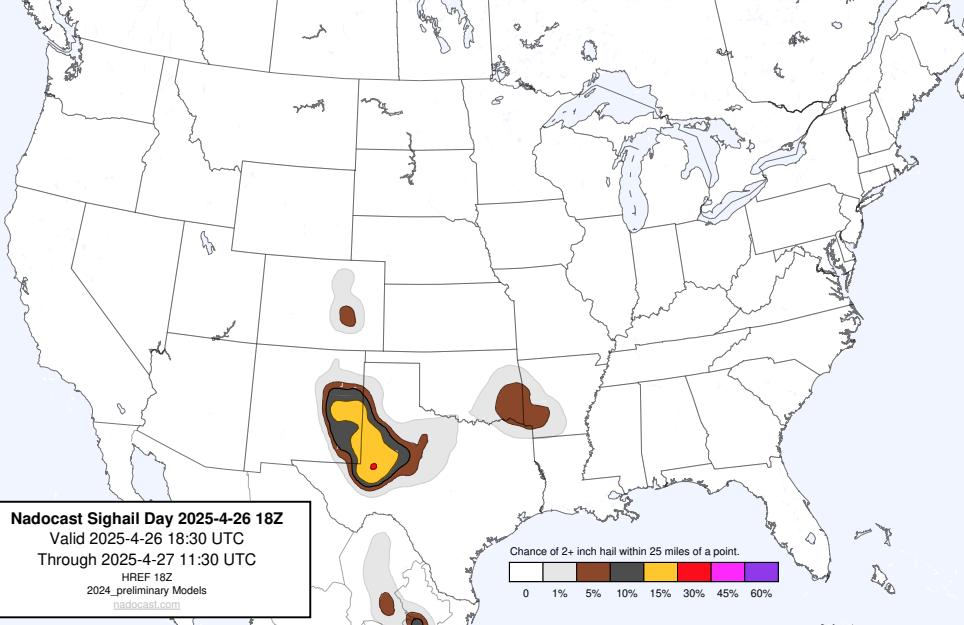 Nadocast Sighail Day 2025-4-26 18Z
Valid 2025-4-26 18:30 UTC
Through 2025-4-27 11:30 UTC
HREF 18Z
2024_preliminary Models
nadocast.com
Chance of 2+ inch hail within 25 miles of a point.
0 1% 5% 10% 15% 30% 45% 60%